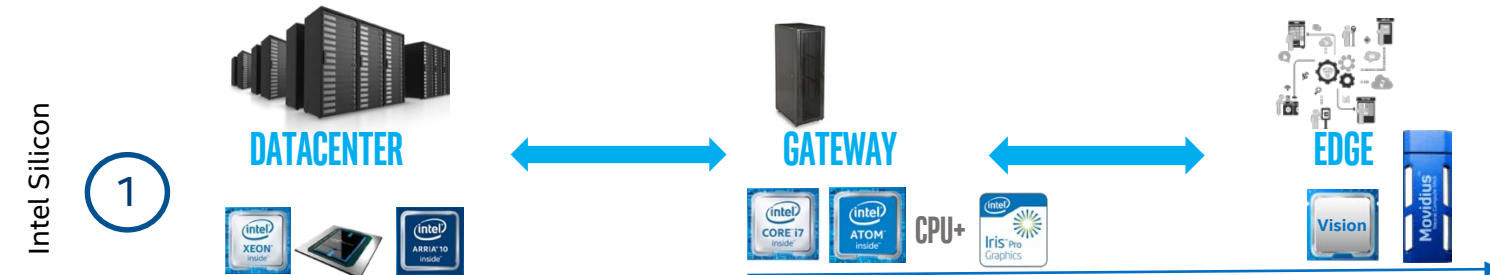 Intel Silicon
1
DATACENTER
GATEWAY
EDGE
intel
XEON
inside
intel
ARRIA 10
inside
intel
CORE i7
inside
intel
ATOM
inside
CPU+
intel
Iris Pro
Graphics
Vision
Movidius